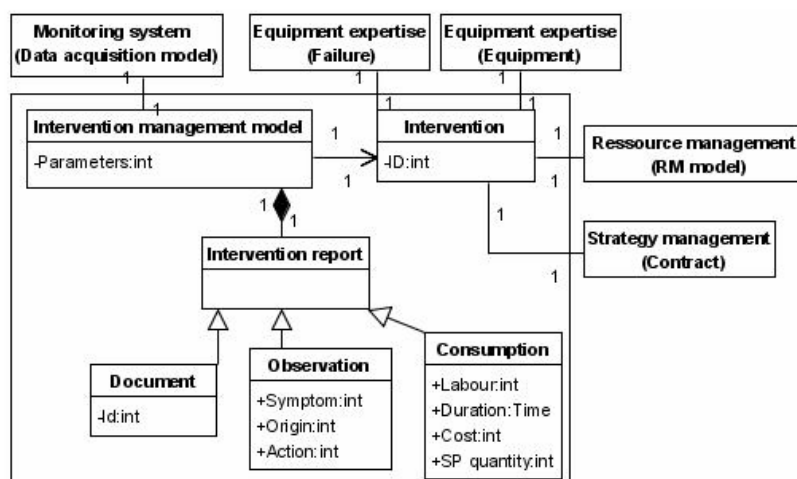 Monitoring system
(Data acquisition model)
Equipment expertise
(Failure)
Equipment expertise
(Equipment)
1
1
1
1
1
1
Intervention management model
-Parameters:int
1
1
Intervention
-ID:int
1
1
Ressource management
(RM model)
1
1
Strategy management
(Contract)
1
1
Intervention report
Document
-Id:int
Observation
+Symptom:int
+Origin:int
+Action:int
Consumption
+Labour:int
+Duration:Time
+Cost:int
+SP quantity:int